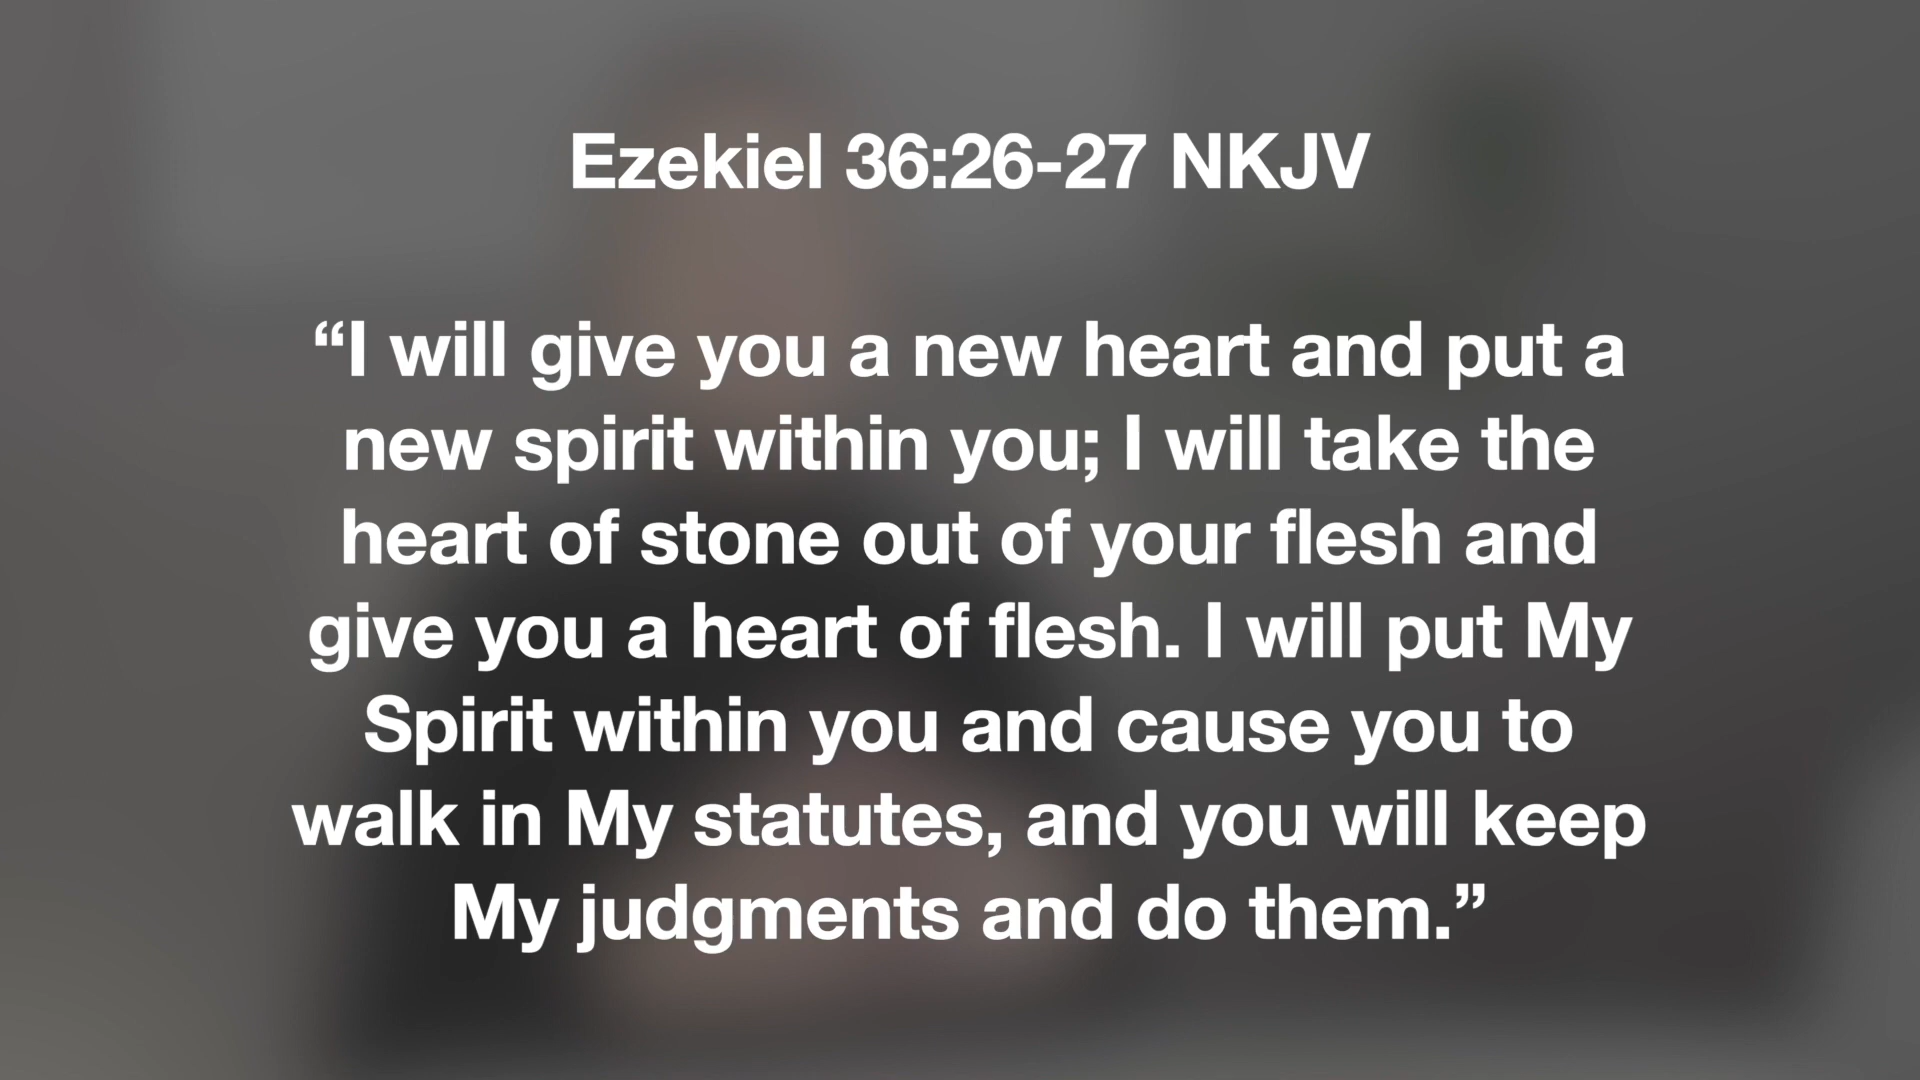 Ezekiel 36:26-27 NKJV
“I will give you a new heart and put a
new spirit within you; I will take the
heart of stone out of your flesh and
give you a heart of flesh. I will put My
Spirit within you and cause you to
walk in My statutes, and you will keep
My judgments and do them.”